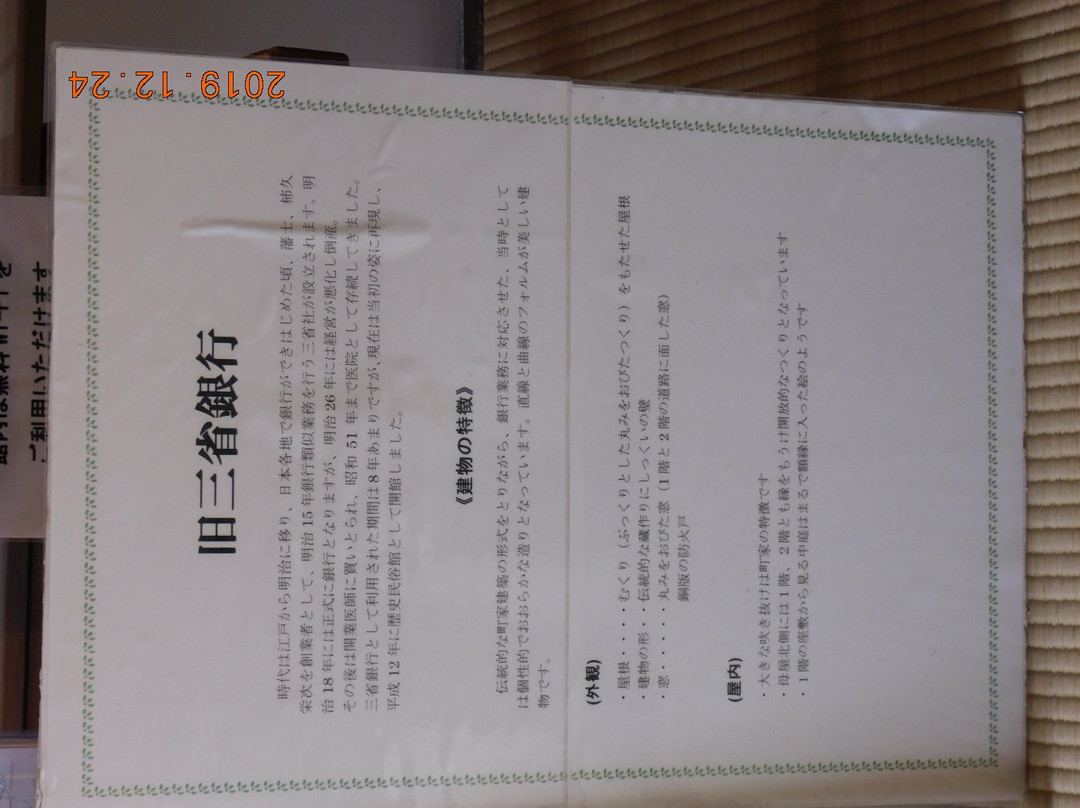 2019.12.24
ご利用いただけます
旧三省銀行
時代は江戸から明治に移り、日本各地で銀行ができはじめた頃、藩士、柿久
栄次を創業者として、明治15年銀行類似業務を行う三省社が設立されます。明
治18年には正式に銀行となりますが、明治26年には経営が悪化し倒産。
その後は開業医師に買いとられ、昭和51年まで医院として存続してきました。
三省銀行として利用された期間は8年あまりですが、現在は当初の姿に再現し、
平成12年に歴史民俗館として開館しました。
《建物の特徴》
伝統的な町家建築の形式をとりながら、銀行業務に対応させた、当時として
は個性的でおおらかな造りとなっています。直線と曲線のフォルムが美しい建
物です。
(外観)
・屋根・・・・むくり（ぷっくりとした丸みをおびたつくり）をもたせた屋根
・建物の形・・伝統的な蔵作りにしっくいの壁
・窓・・・・・丸みをおびた窓（1階と2階の道路に面した窓）
銅版の防火戸
(屋内)
・大きな吹き抜けは町家の特徴です
・母屋北側には1階、2階とも縁をもうけ開放的なつくりとなっています
・1階の座敷から見る中庭はまるで額縁に入った絵のようです